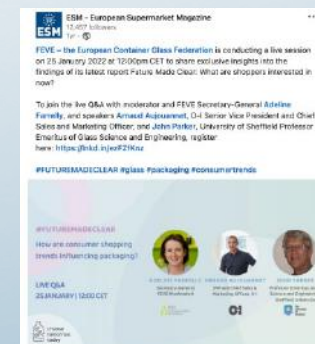 ESM - European Supermarket Magazine
12,457 followers
1yr
FEVE – the European Container Glass Federation is conducting a live session
on 25 January 2022 at 12:00pm CET to share exclusive insights into the
findings of its latest report Future Made Clear: What are shoppers interested in
now?
To join the live Q&A with moderator and FEVE Secretary-General Adeline
Farrelly, and speakers Arnaud Aujouannet, O-I Senior Vice President and Chief
Sales and Marketing Officer, and John Parker, University of Sheffield Professor
Emeritus of Glass Science and Engineering, register
here:
#FUTUREMADECLEAR #glass #packaging #consumertrends
#FUTUREMADECLEAR
How are consumer shopping
trends influencing packaging?
LIVE Q&A
25 JANUARY | 12:00 CET
O-I